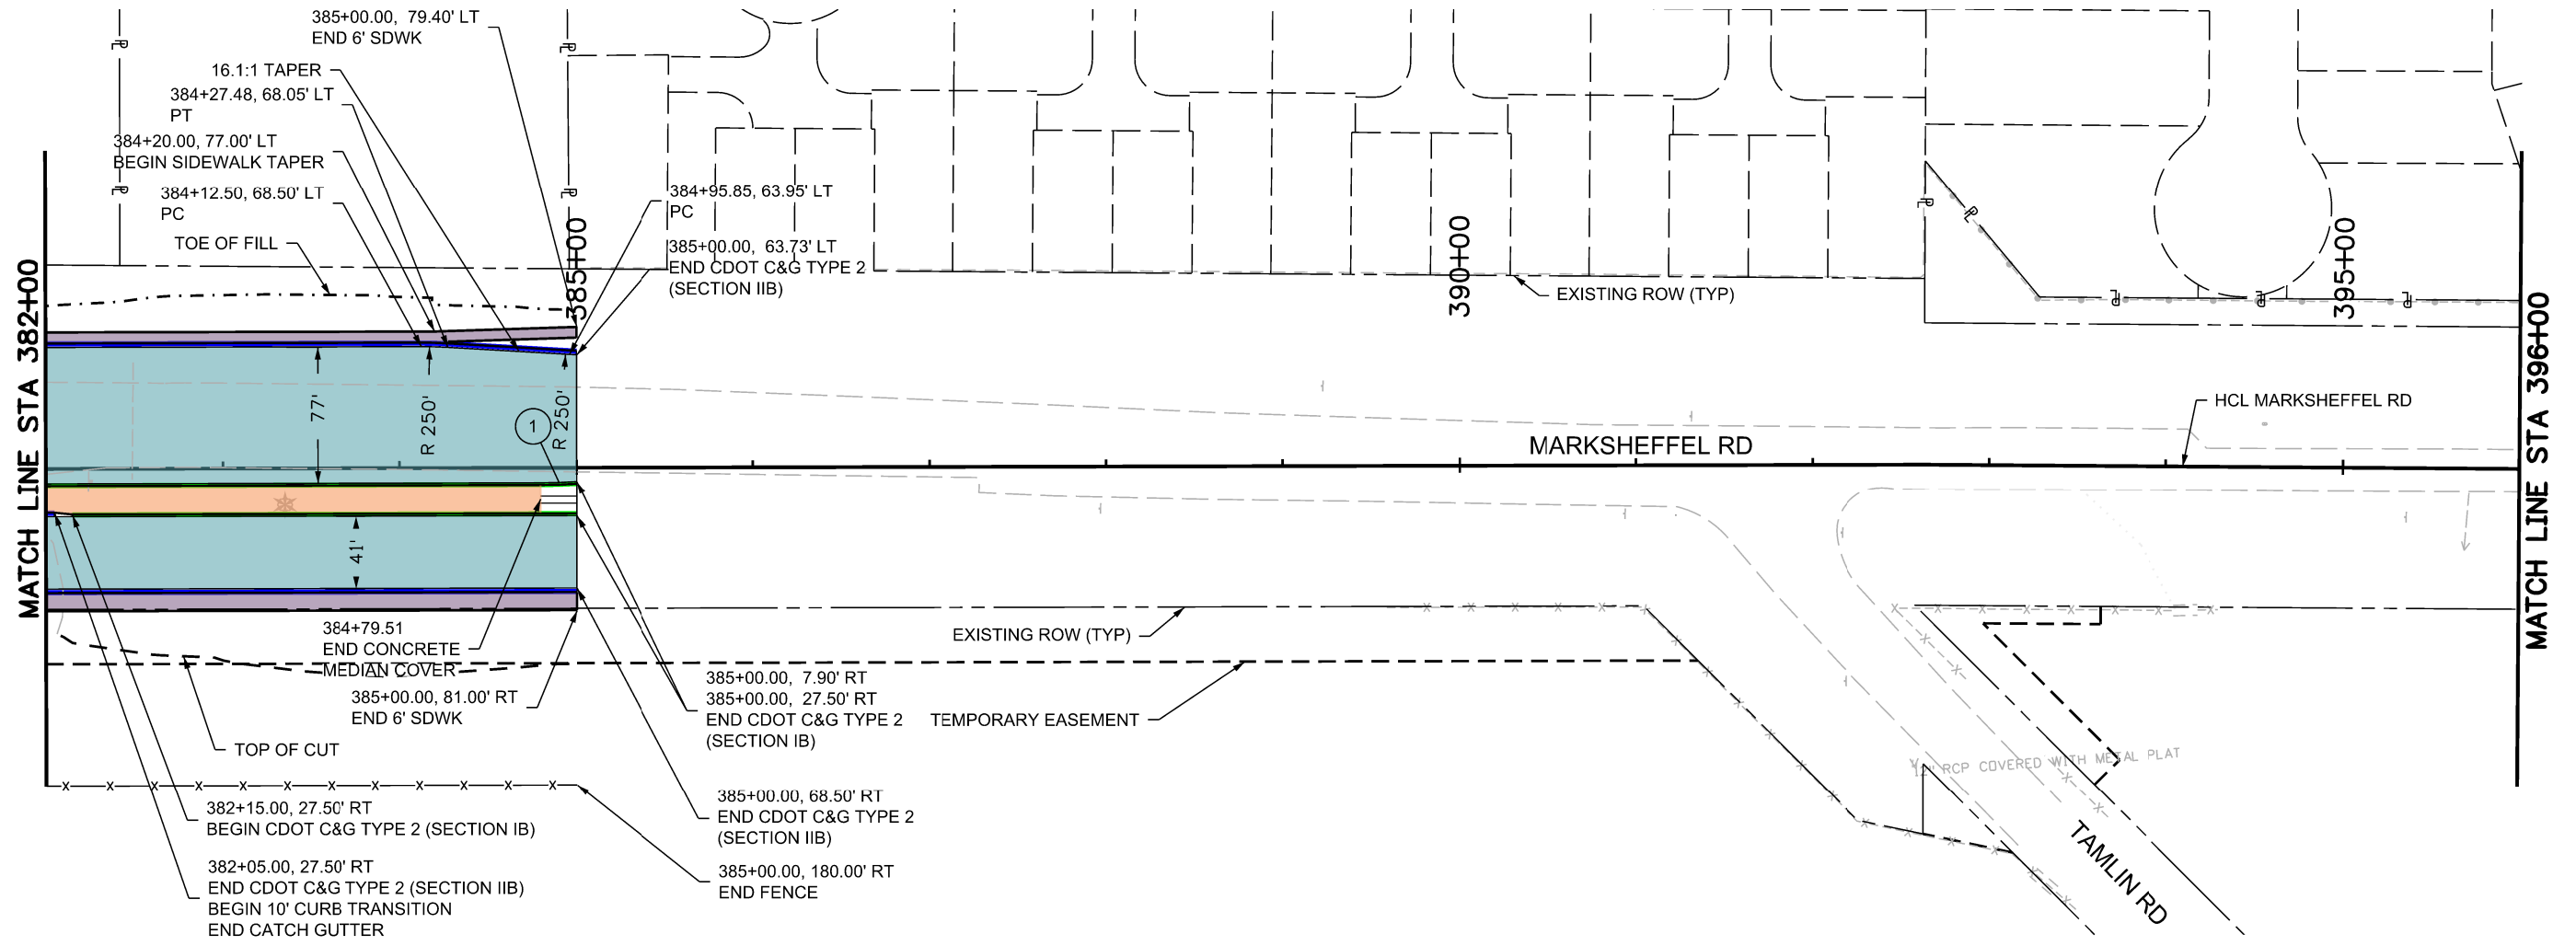 385+00.00, 79.40' LT
END 6' SDWK
16.1:1 TAPER
384+27.48, 68.05' LT
PT
384+20.00, 77.00' LT
BEGIN SIDEWALK TAPER
384+12.50, 68.50' LT
PC
TOE OF FILL
384+95.85, 63.95' LT
PC
385+00.00, 63.73' LT
END CDOT C&G TYPE 2
(SECTION IIB)
385+00
390+00
395+00
EXISTING ROW (TYP)
MATCH LINE STA 382+00
MATCH LINE STA 396+00
77'
R 250'
R 250'
1
HCL MARKSHEFFEL RD
MARKSHEFFEL RD
41'
384+79.51
END CONCRETE
MEDIAN COVER
385+00.00, 81.00' RT
END 6' SDWK
EXISTING ROW (TYP)
385+00.00, 7.90' RT
385+00.00, 27.50' RT
END CDOT C&G TYPE 2
(SECTION IB)
TEMPORARY EASEMENT
TOP OF CUT
12" RCP COVERED WITH METAL PLAT
382+15.00, 27.50' RT
BEGIN CDOT C&G TYPE 2 (SECTION IB)
385+00.00, 68.50' RT
END CDOT C&G TYPE 2
(SECTION IIB)
382+05.00, 27.50' RT
END CDOT C&G TYPE 2 (SECTION IIB)
BEGIN 10' CURB TRANSITION
END CATCH GUTTER
385+00.00, 180.00' RT
END FENCE
TAMLIN RD